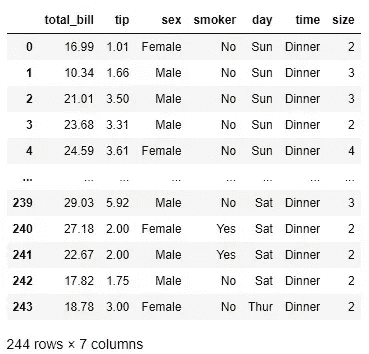 total_bill tip sex smoker day time size
0 16.99 1.01 Female No Sun Dinner 2
1 10.34 1.66 Male No Sun Dinner 3
2 21.01 3.50 Male No Sun Dinner 3
3 23.68 3.31 Male No Sun Dinner 2
4 24.59 3.61 Female No Sun Dinner 4
... ... ... ... ... ... ... ...
239 29.03 5.92 Male No Sat Dinner 3
240 27.18 2.00 Female Yes Sat Dinner 2
241 22.67 2.00 Male Yes Sat Dinner 2
242 17.82 1.75 Male No Sat Dinner 2
243 18.78 3.00 Female No Thur Dinner 2
244 rows × 7 columns